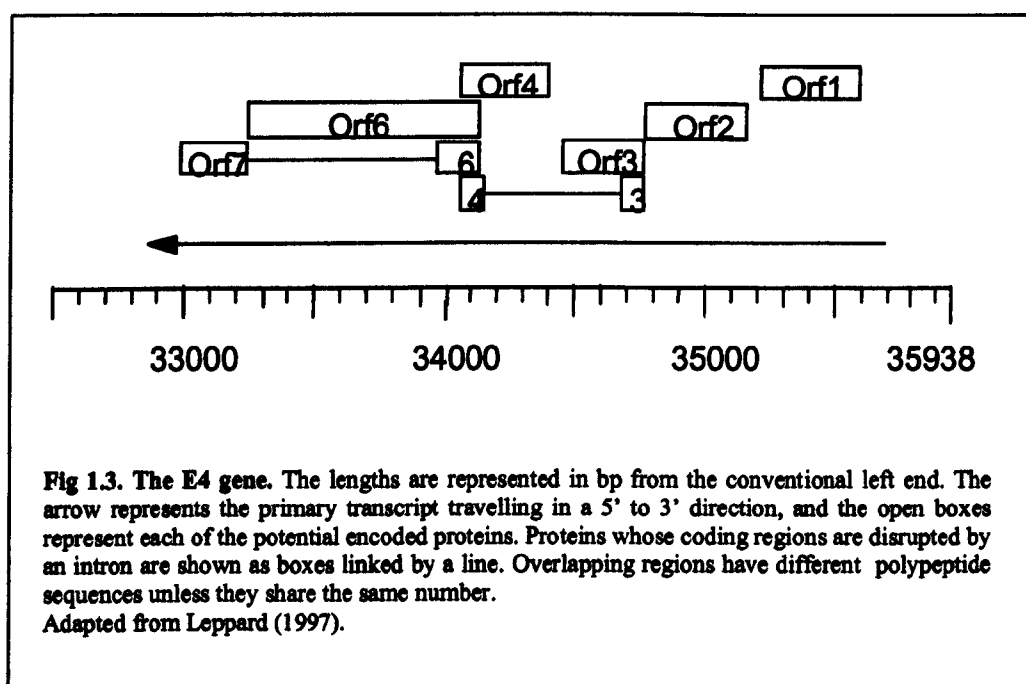 Orf4 Orf1
Orf6 Orf2
Orf7 6 Orf3
4 3
33000 34000 35000 35938
Fig 1.3. The E4 gene. The lengths are represented in bp from the conventional left end. The
arrow represents the primary transcript travelling in a 5’ to 3’ direction, and the open boxes
represent each of the potential encoded proteins. Proteins whose coding regions are disrupted by
an intron are shown as boxes linked by a line. Overlapping regions have different polypeptide
sequences unless they share the same number.
Adapted from Leppard (1997).